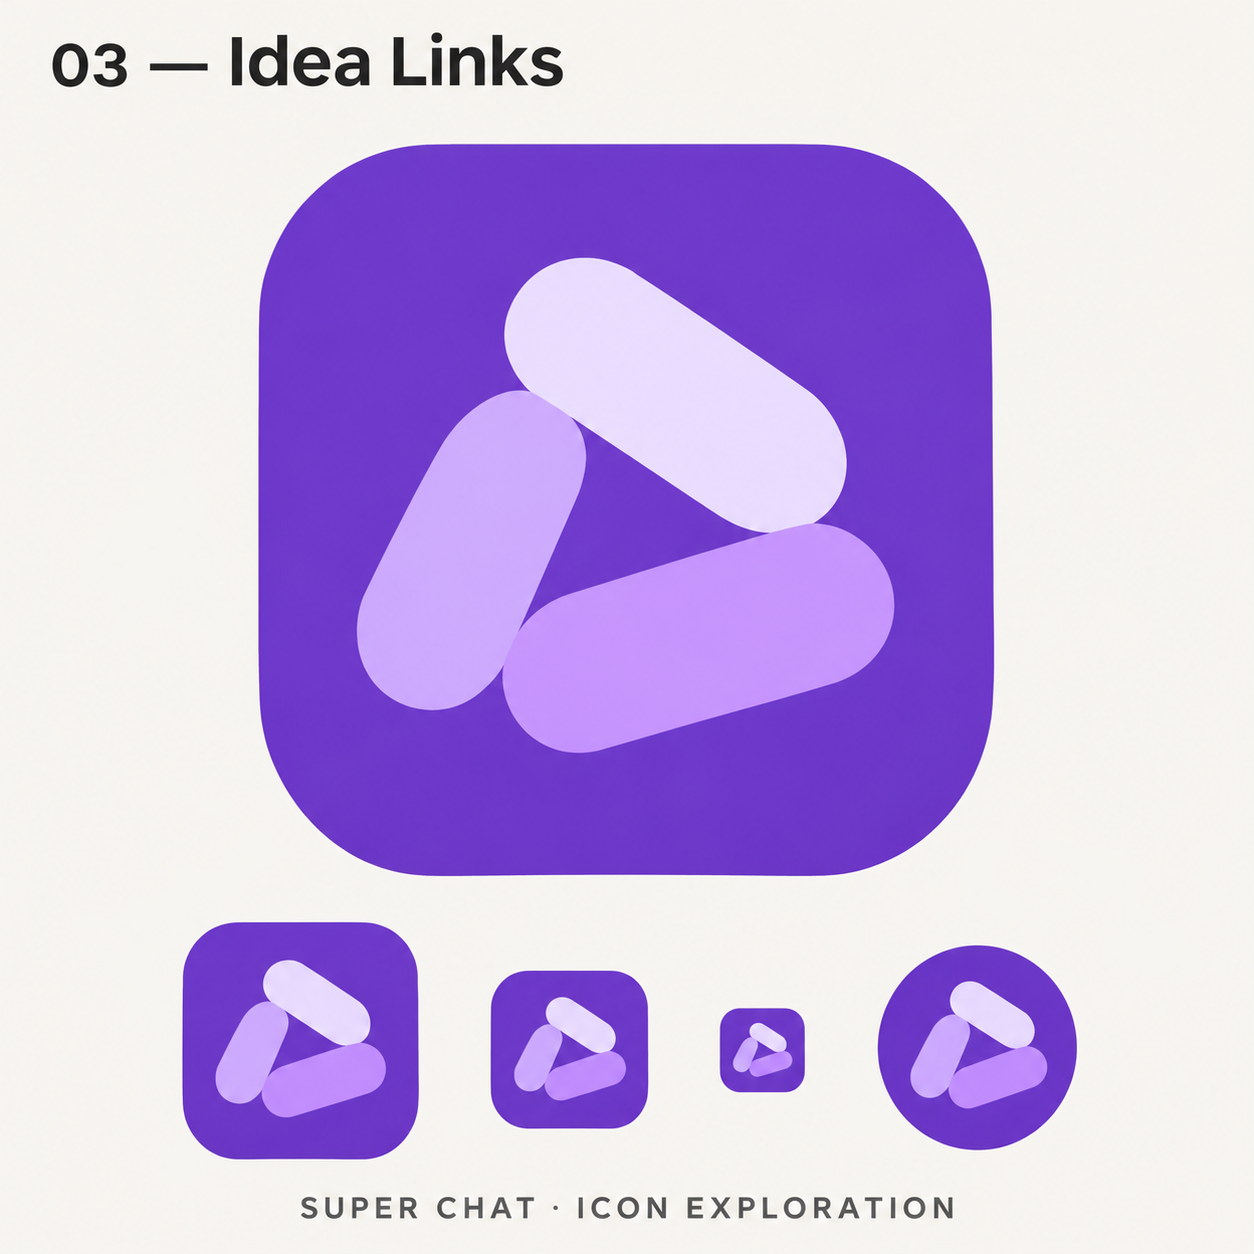 03 — Idea Links
SUPER CHAT · ICON EXPLORATION